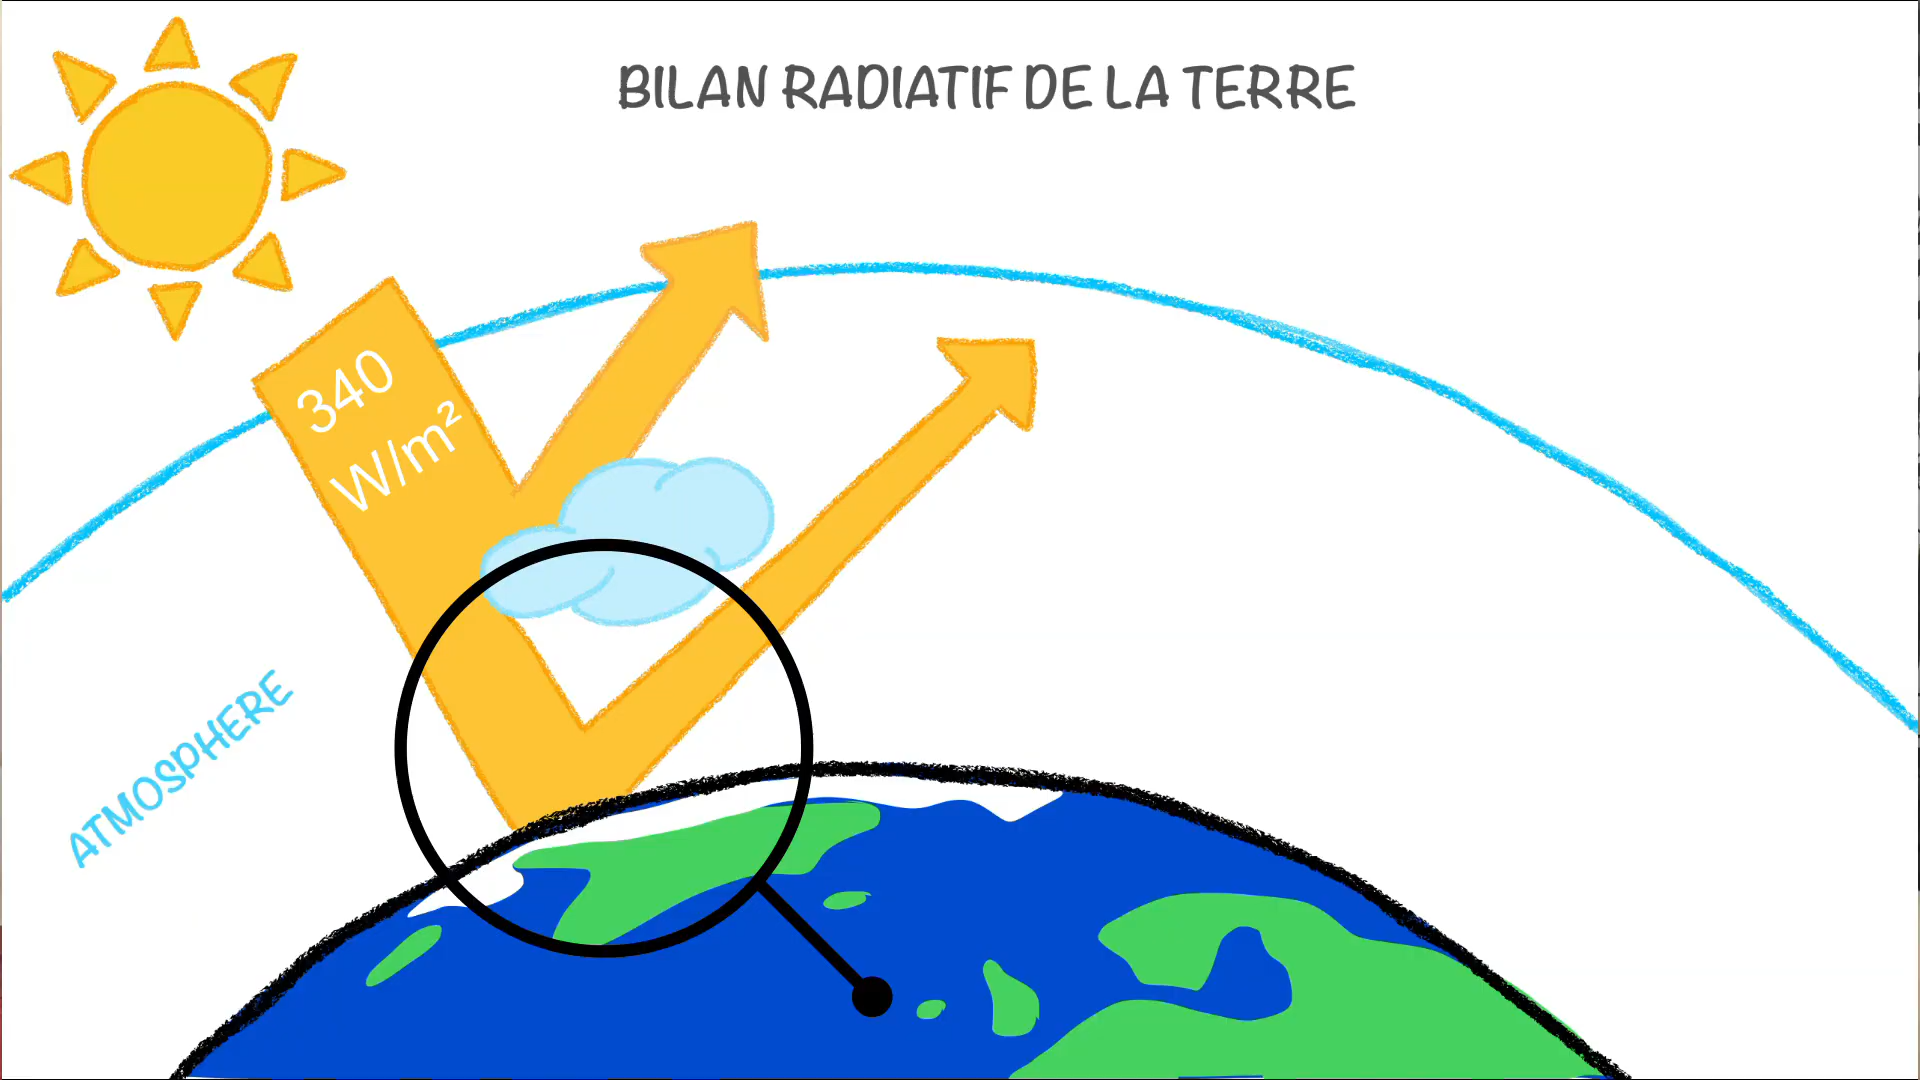 BILAN RADIATIF DE LA TERRE
340
W/m²
ATMOSPHERE